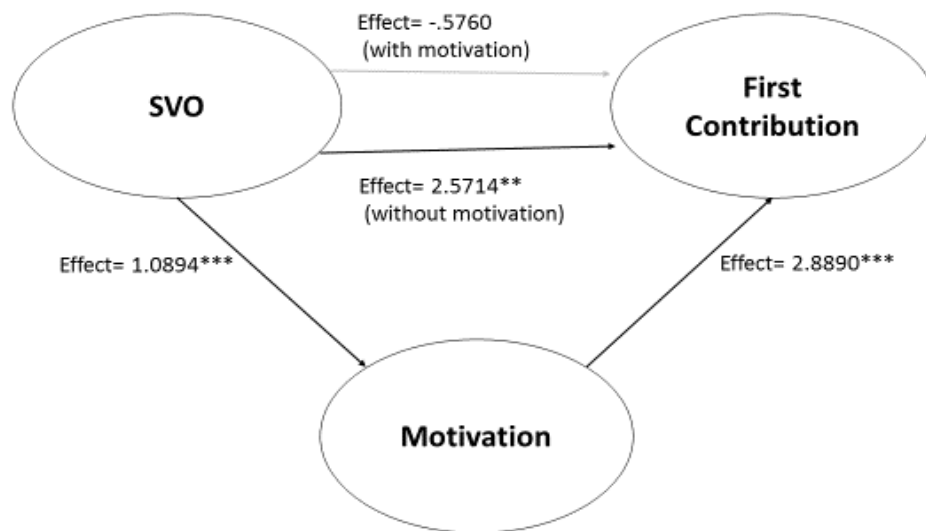 Effect= -.5760
(with motivation)
SVO
First
Contribution
Effect= 2.5714**
(without motivation)
Effect= 1.0894***
Effect= 2.8890***
Motivation